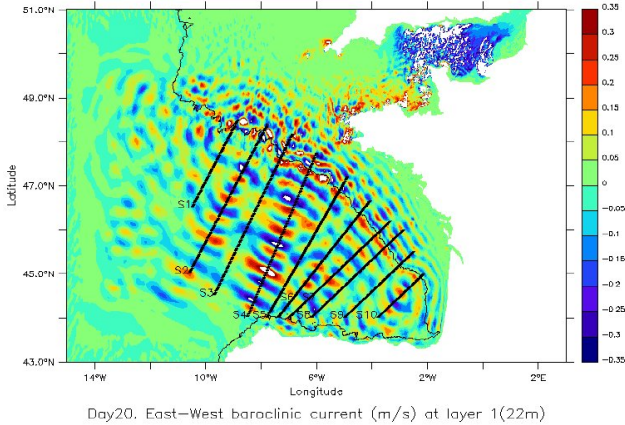 51.0°N
49.0°N
47.0°N
45.0°N
43.0°N
Latitude
S1
S2
S3
S4
S5
S6
S8
S9
S10
14°W
10°W
6°W
2°W
2°E
Longitude
0.35
0.35
0.25
0.2
0.15
0.1
0.05
0
-0.05
-0.1
-0.15
-0.2
-0.25
-0.35
Day20. East-West baroclinic current (m/s) at layer 1(22m)